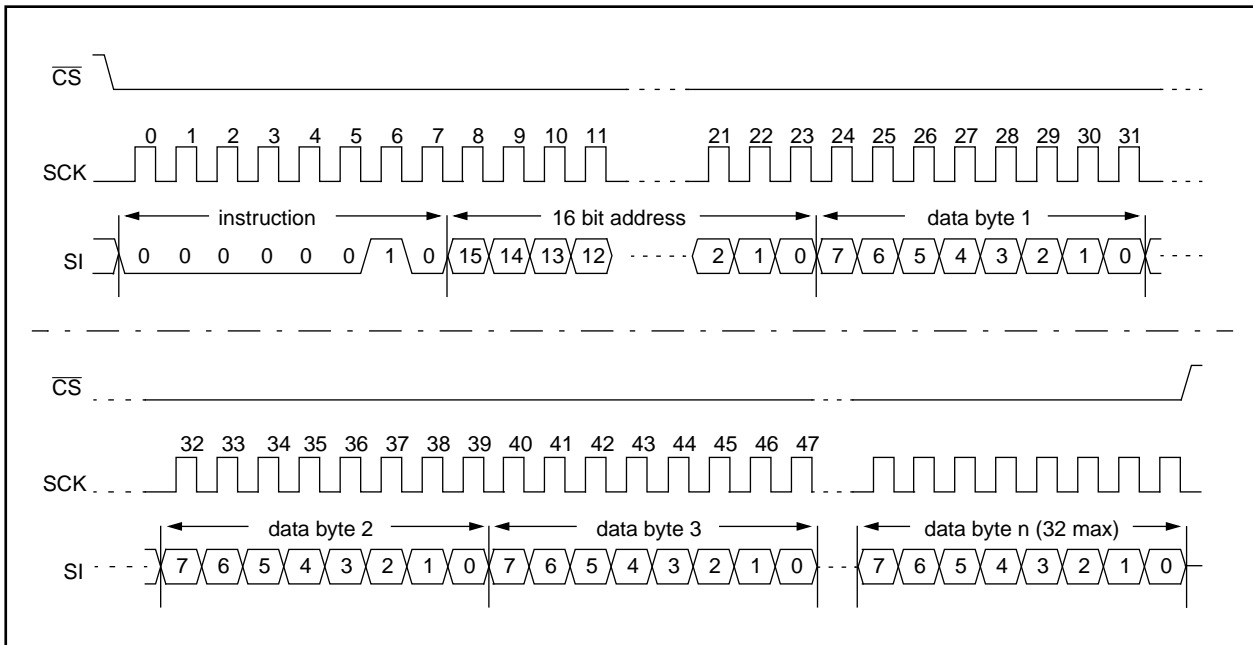 CS
0 1 2 3 4 5 6 7 8 9 10 11 21 22 23 24 25 26 27 28 29 30 31
SCK
instruction 16 bit address data byte 1
SI 0 0 0 0 0 0 1 0 15 14 13 12 2 1 0 7 6 5 4 3 2 1 0
CS
32 33 34 35 36 37 38 39 40 41 42 43 44 45 46 47
SCK
data byte 2 data byte 3 data byte n (32 max)
SI 7 6 5 4 3 2 1 0 7 6 5 4 3 2 1 0 7 6 5 4 3 2 1 0